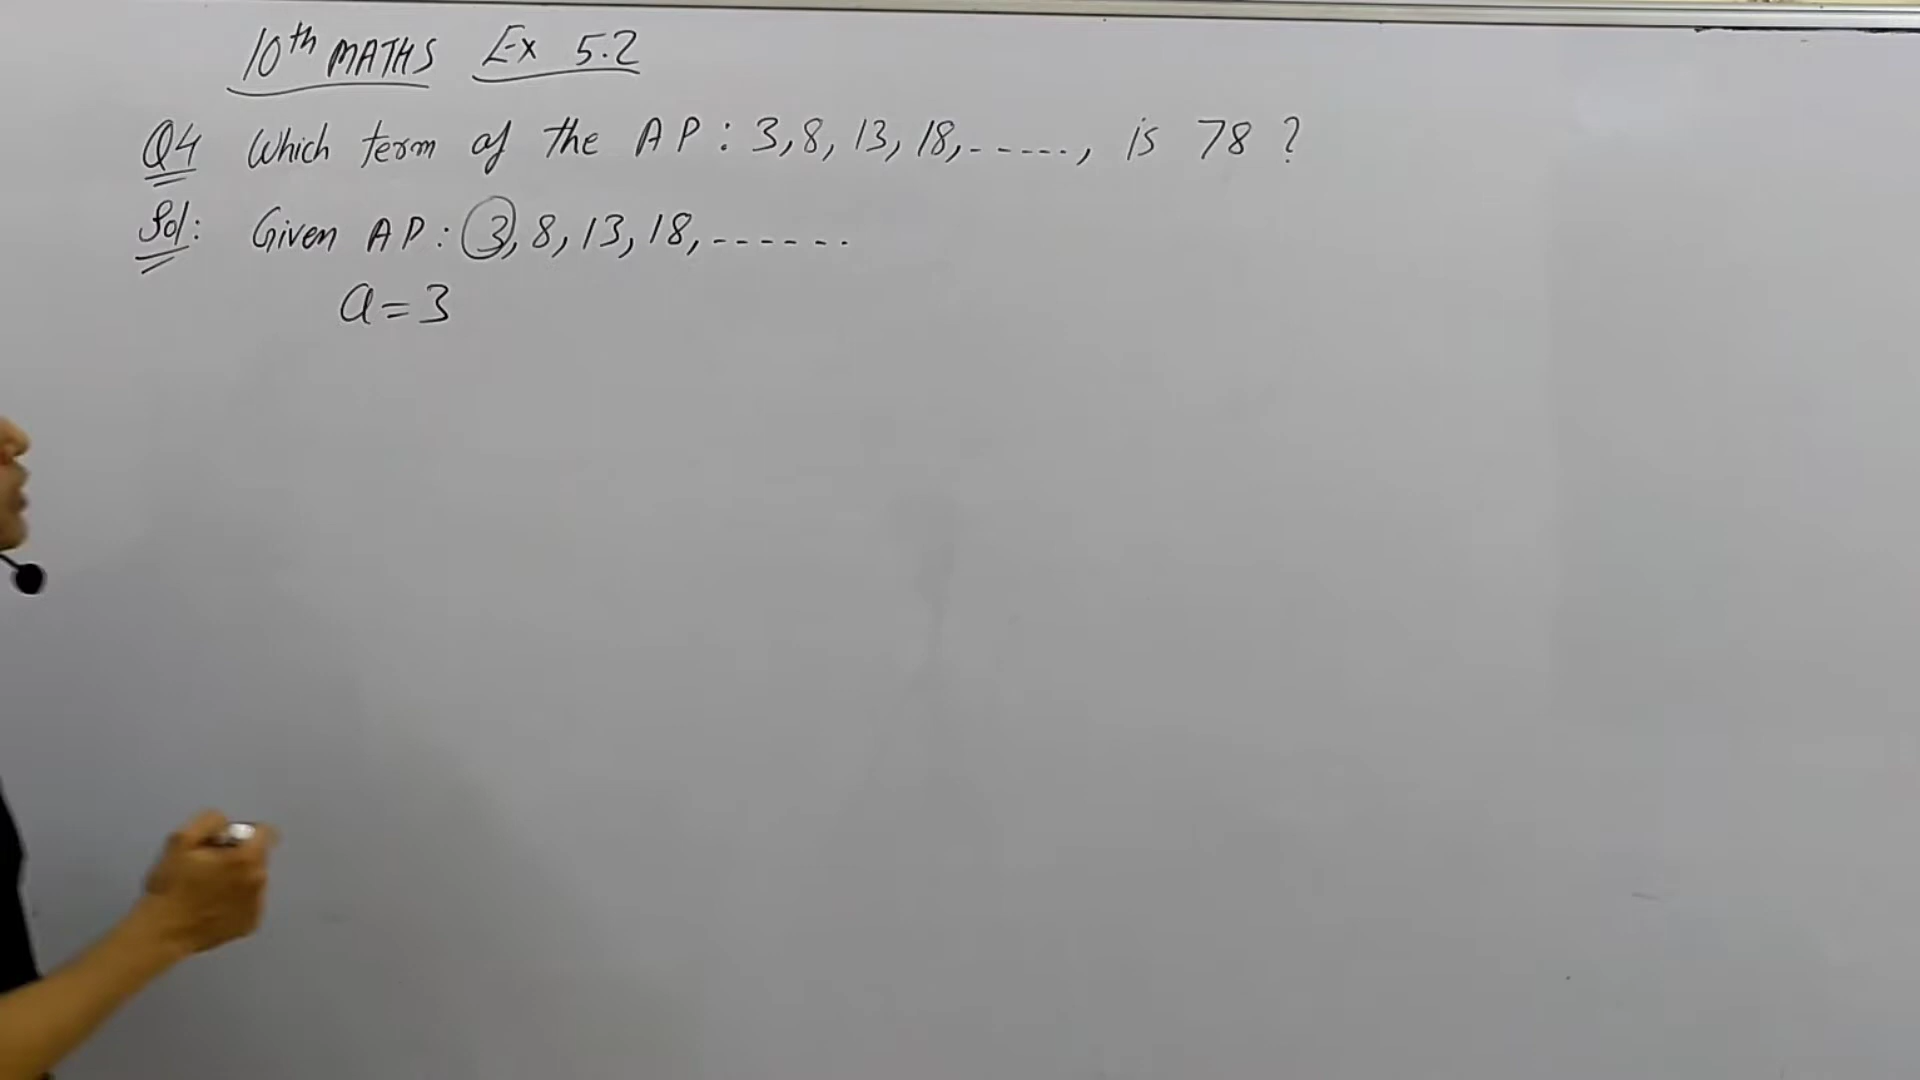 10th MATHS Ex 5.2
Q4 Which term of the AP : 3, 8, 13, 18, ......, is 78 ?
Sol: Given AP : 3, 8, 13, 18, .......
a = 3